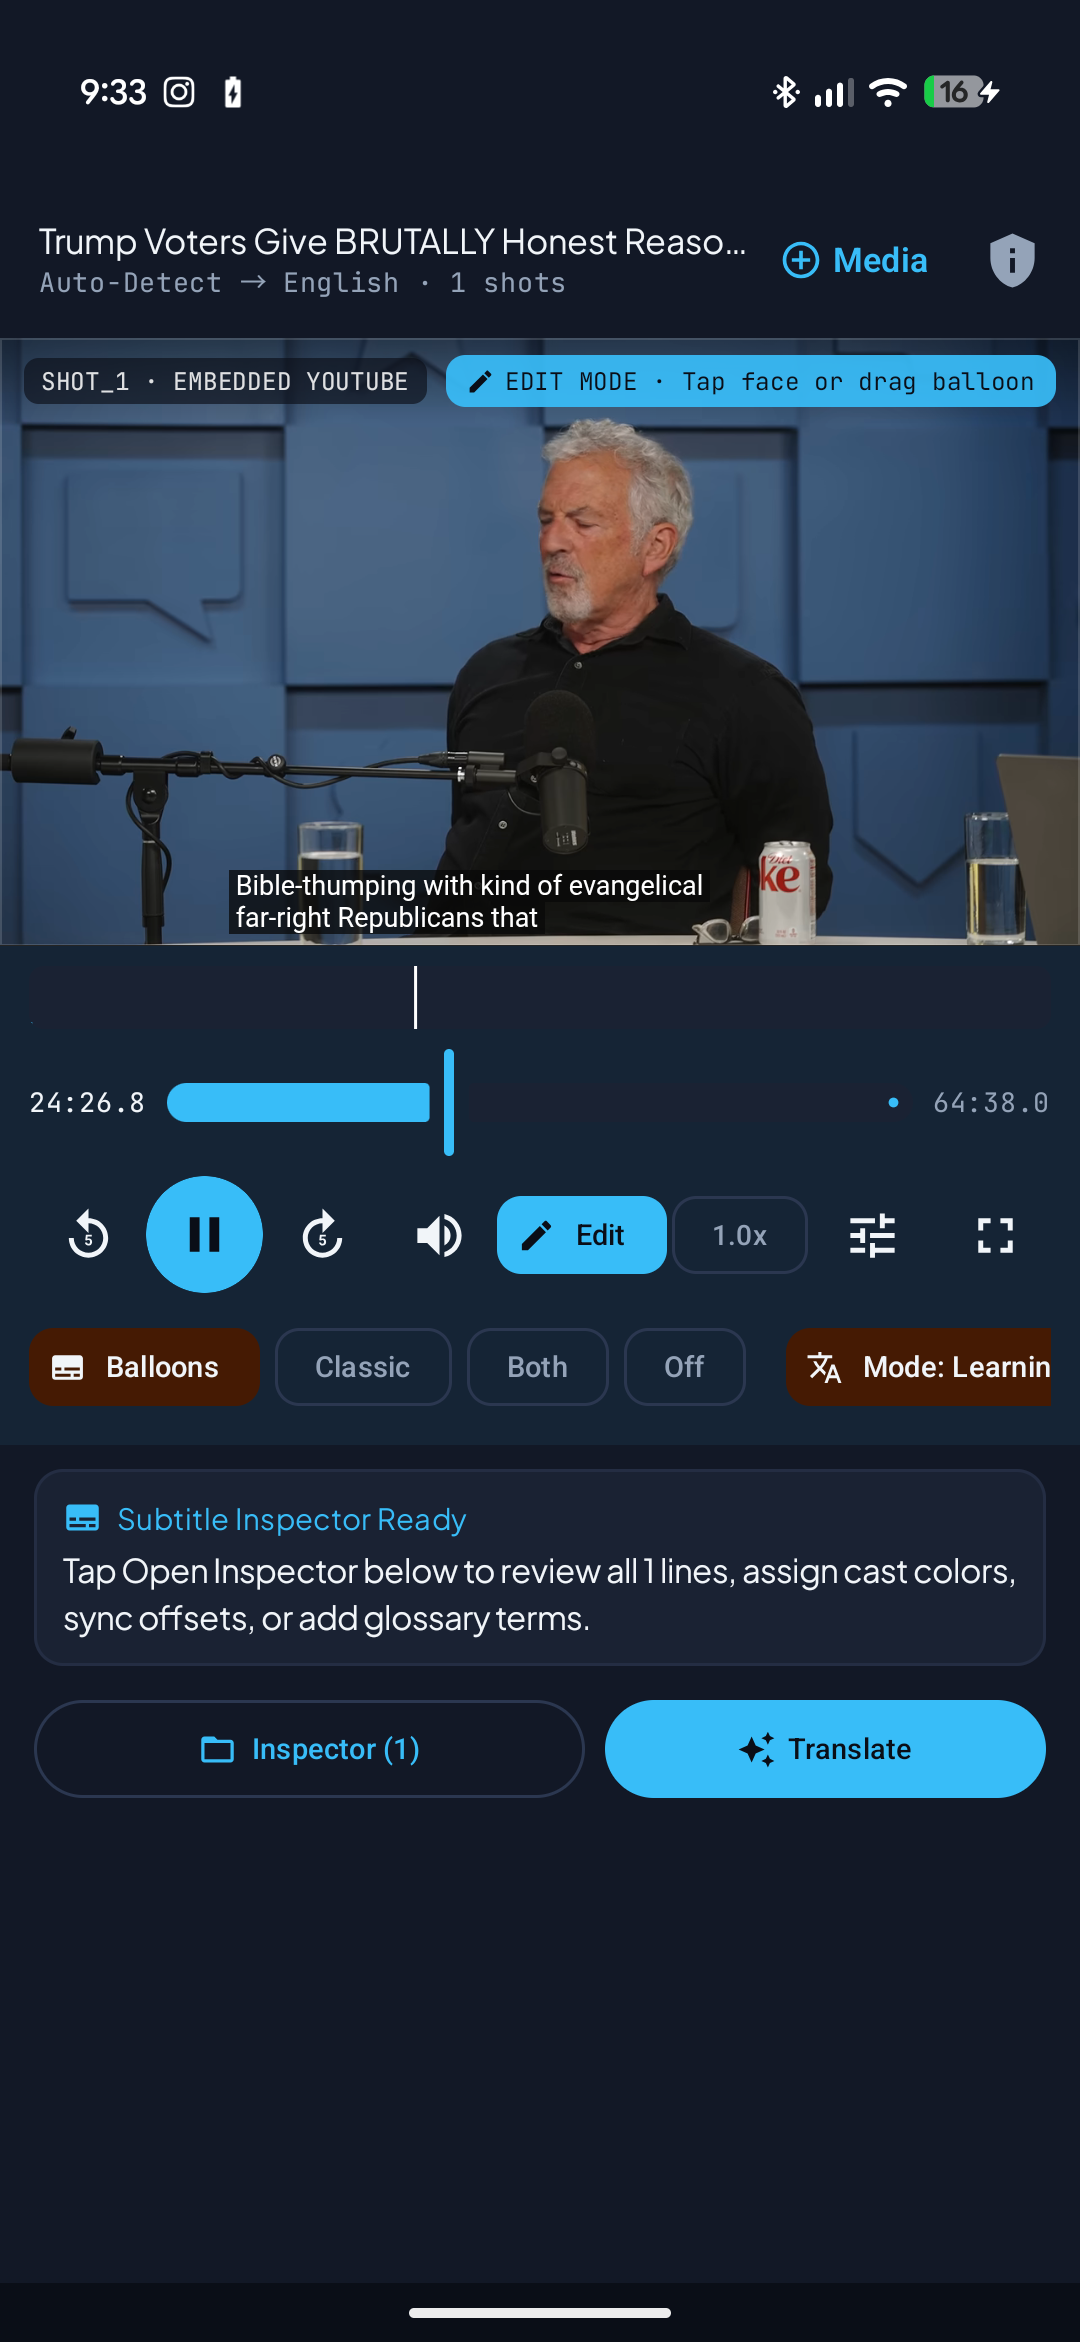 9:33
16
Trump Voters Give BRUTALLY Honest Reaso...
Auto-Detect → English · 1 shots
Media
SHOT_1 · EMBEDDED YOUTUBE
EDIT MODE · Tap face or drag balloon
Diet
ke
Bible-thumping with kind of evangelical
far-right Republicans that
24:26.8
64:38.0
5
5
Edit
1.0x
Balloons
Classic
Both
Off
Mode: Learnin
Subtitle Inspector Ready
Tap Open Inspector below to review all 1 lines, assign cast colors,
sync offsets, or add glossary terms.
Inspector (1)
Translate